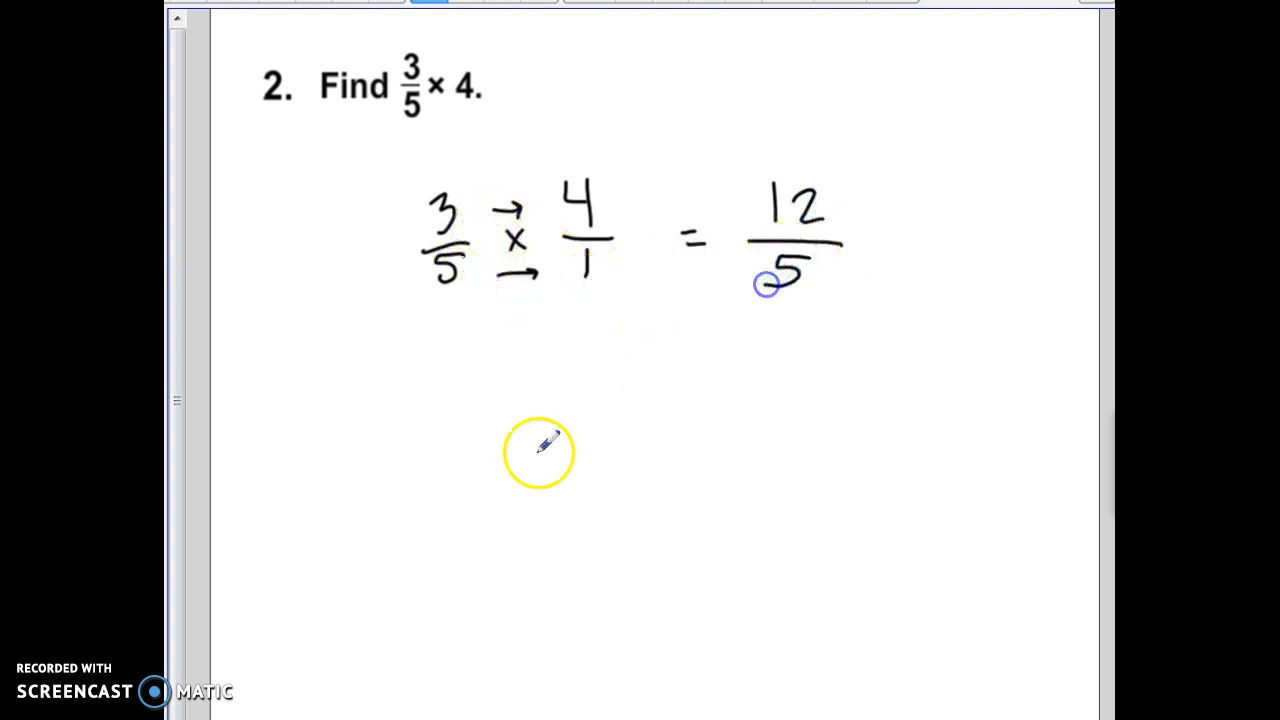 2. Find 3/5 × 4.
3/5 × 4/1 = 12/5
RECORDED WITH
SCREENCAST MATIC